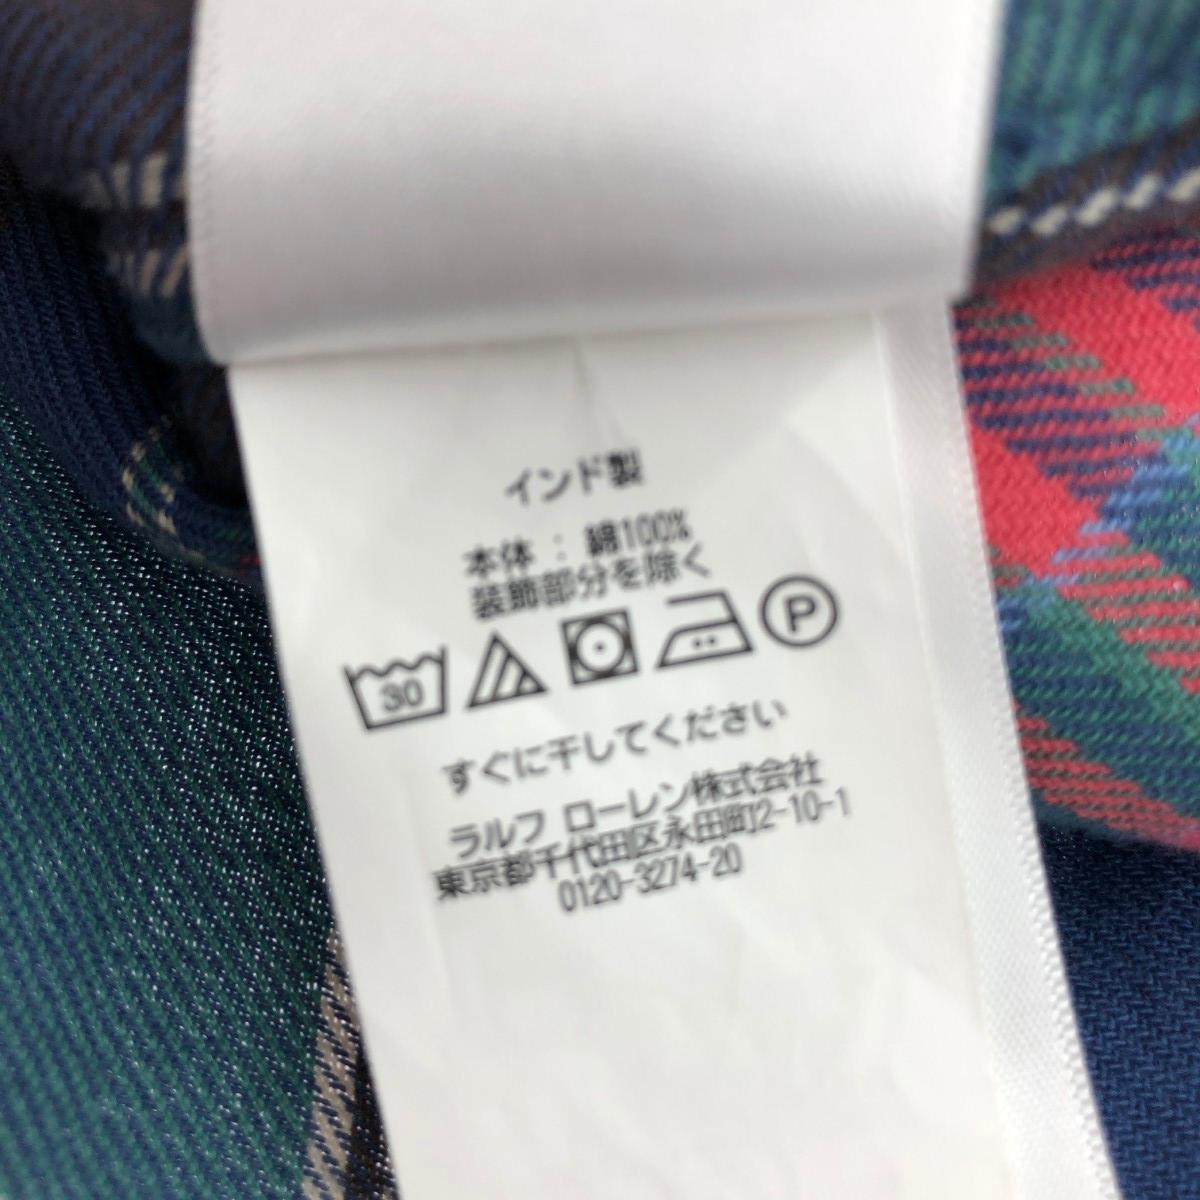 インド製
本体 : 綿100%
装飾部分を除く
30 P
すぐに干してください
ラルフ ローレン株式会社
東京都千代田区永田町2-10-1
0120-3274-20